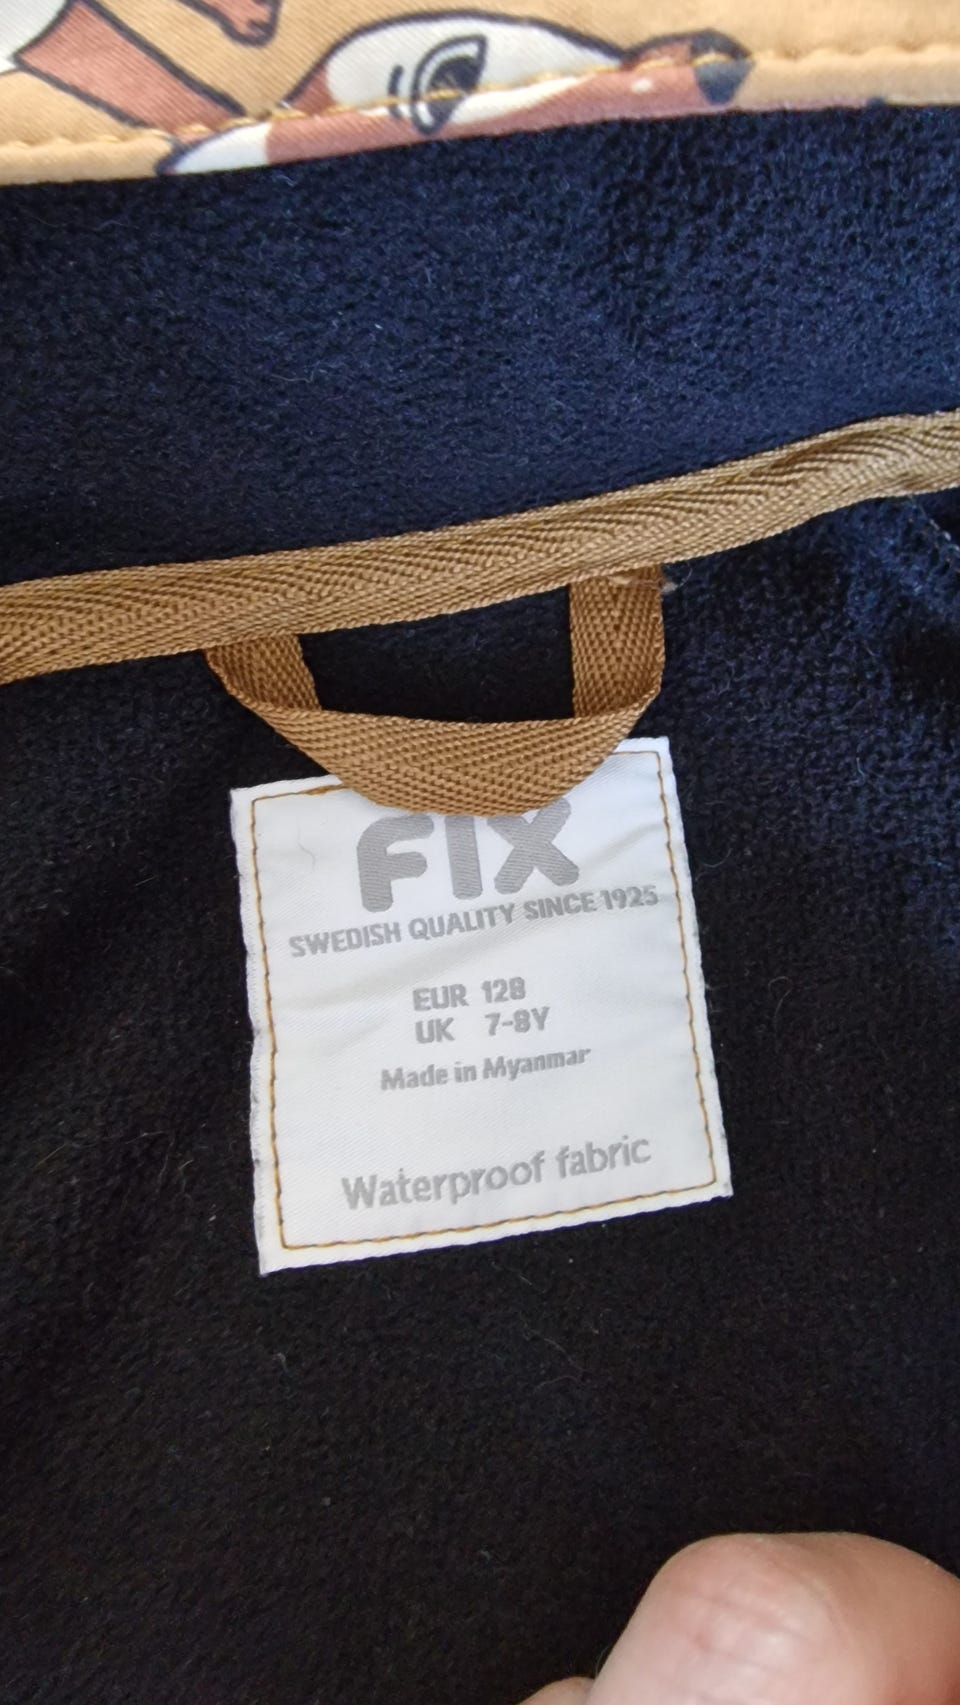 FIX
SWEDISH QUALITY SINCE 1925
EUR 128
UK 7-8Y
Made in Myanmar
Waterproof fabric